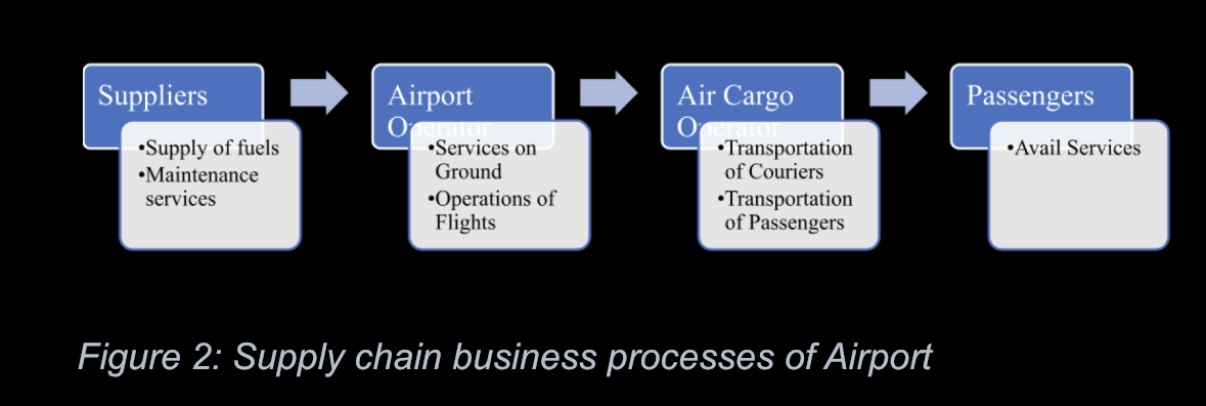 Suppliers
•Supply of fuels
•Maintenance
services
Airport
Operator
•Services on
Ground
•Operations of
Flights
Air Cargo
Operator
•Transportation
of Couriers
•Transportation
of Passengers
Passengers
•Avail Services
Figure 2: Supply chain business processes of Airport